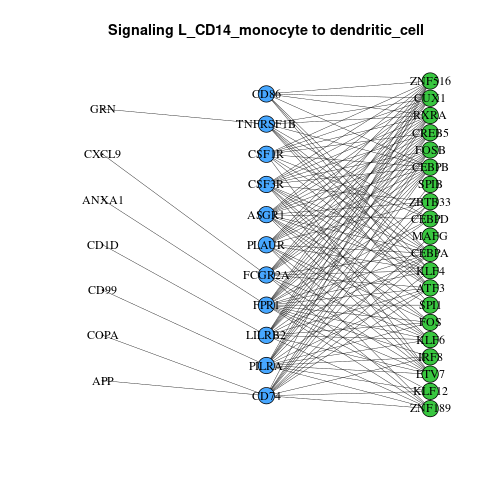 Signaling L_CD14_monocyte to dendritic_cell
GRN
CXCL9
ANXA1
CD1D
CD99
COPA
APP
CD86
TNFRSF1B
CSF1R
CSF3R
ASGR1
PLAUR
FCGR2A
FPR1
LILRB2
PILRA
CD74
ZNF516
CUX1
RXRA
CREB5
FOSB
CEBPB
SPIB
ZBTB33
CEBPD
MAFG
CEBPA
KLF4
ATF3
SPI1
FOS
KLF6
IRF8
ETV7
KLF12
ZNF189